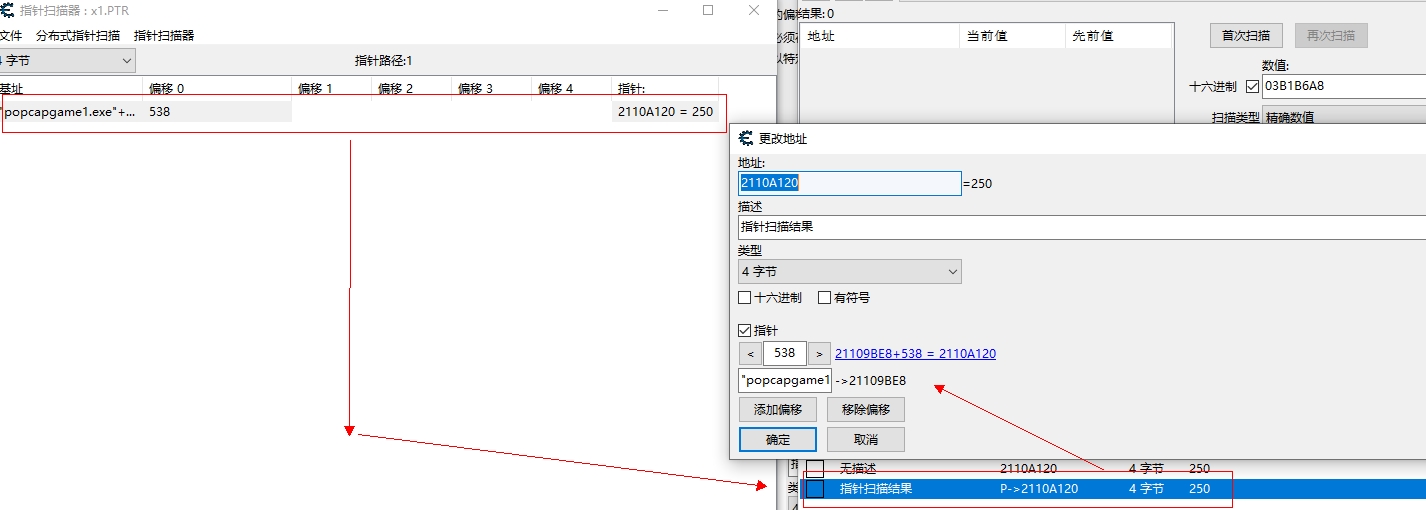 指针扫描器 : x1.PTR
文件 分布式指针扫描 指针扫描器
4 字节
指针路径:1
基址 偏移 0 偏移 1 偏移 2 偏移 3 偏移 4 指针:
"popcapgame1.exe"+... 538 2110A120 = 250
的偏移
必须
以特
结果: 0
地址 当前值 先前值
首次扫描 再次扫描
数值:
十六进制 03B1B6A8
扫描类型 精确数值
更改地址
地址:
2110A120 =250
描述
指针扫描结果
类型
4 字节
十六进制 有符号
指针
< 538 > 21109BE8+538 = 2110A120
"popcapgame1 ->21109BE8
添加偏移 移除偏移
确定 取消
无描述 2110A120 4 字节 250
指针扫描结果 P->2110A120 4 字节 250